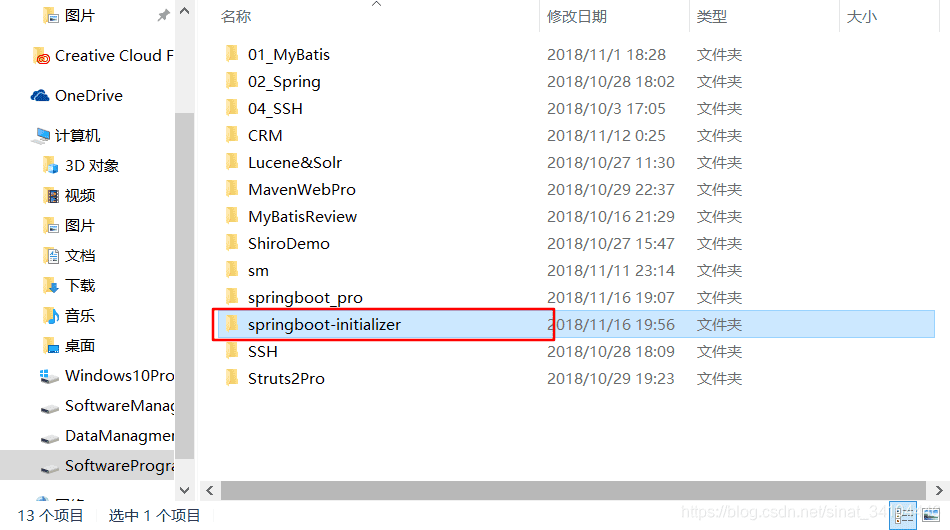 图片
Creative Cloud F
OneDrive
计算机
3D 对象
视频
图片
文档
下载
音乐
桌面
Windows10Pro
SoftwareManag
DataManagmer
SoftwareProgra
名称 修改日期 类型 大小
01_MyBatis 2018/11/1 18:28 文件夹
02_Spring 2018/10/28 18:02 文件夹
04_SSH 2018/10/3 17:05 文件夹
CRM 2018/11/12 0:25 文件夹
Lucene&Solr 2018/10/27 11:30 文件夹
MavenWebPro 2018/10/29 22:37 文件夹
MyBatisReview 2018/10/16 21:29 文件夹
ShiroDemo 2018/10/27 15:47 文件夹
sm 2018/11/11 23:14 文件夹
springboot_pro 2018/11/16 19:07 文件夹
springboot-initializer 2018/11/16 19:56 文件夹
SSH 2018/10/28 18:09 文件夹
Struts2Pro 2018/10/29 19:23 文件夹
13 个项目 选中 1 个项目